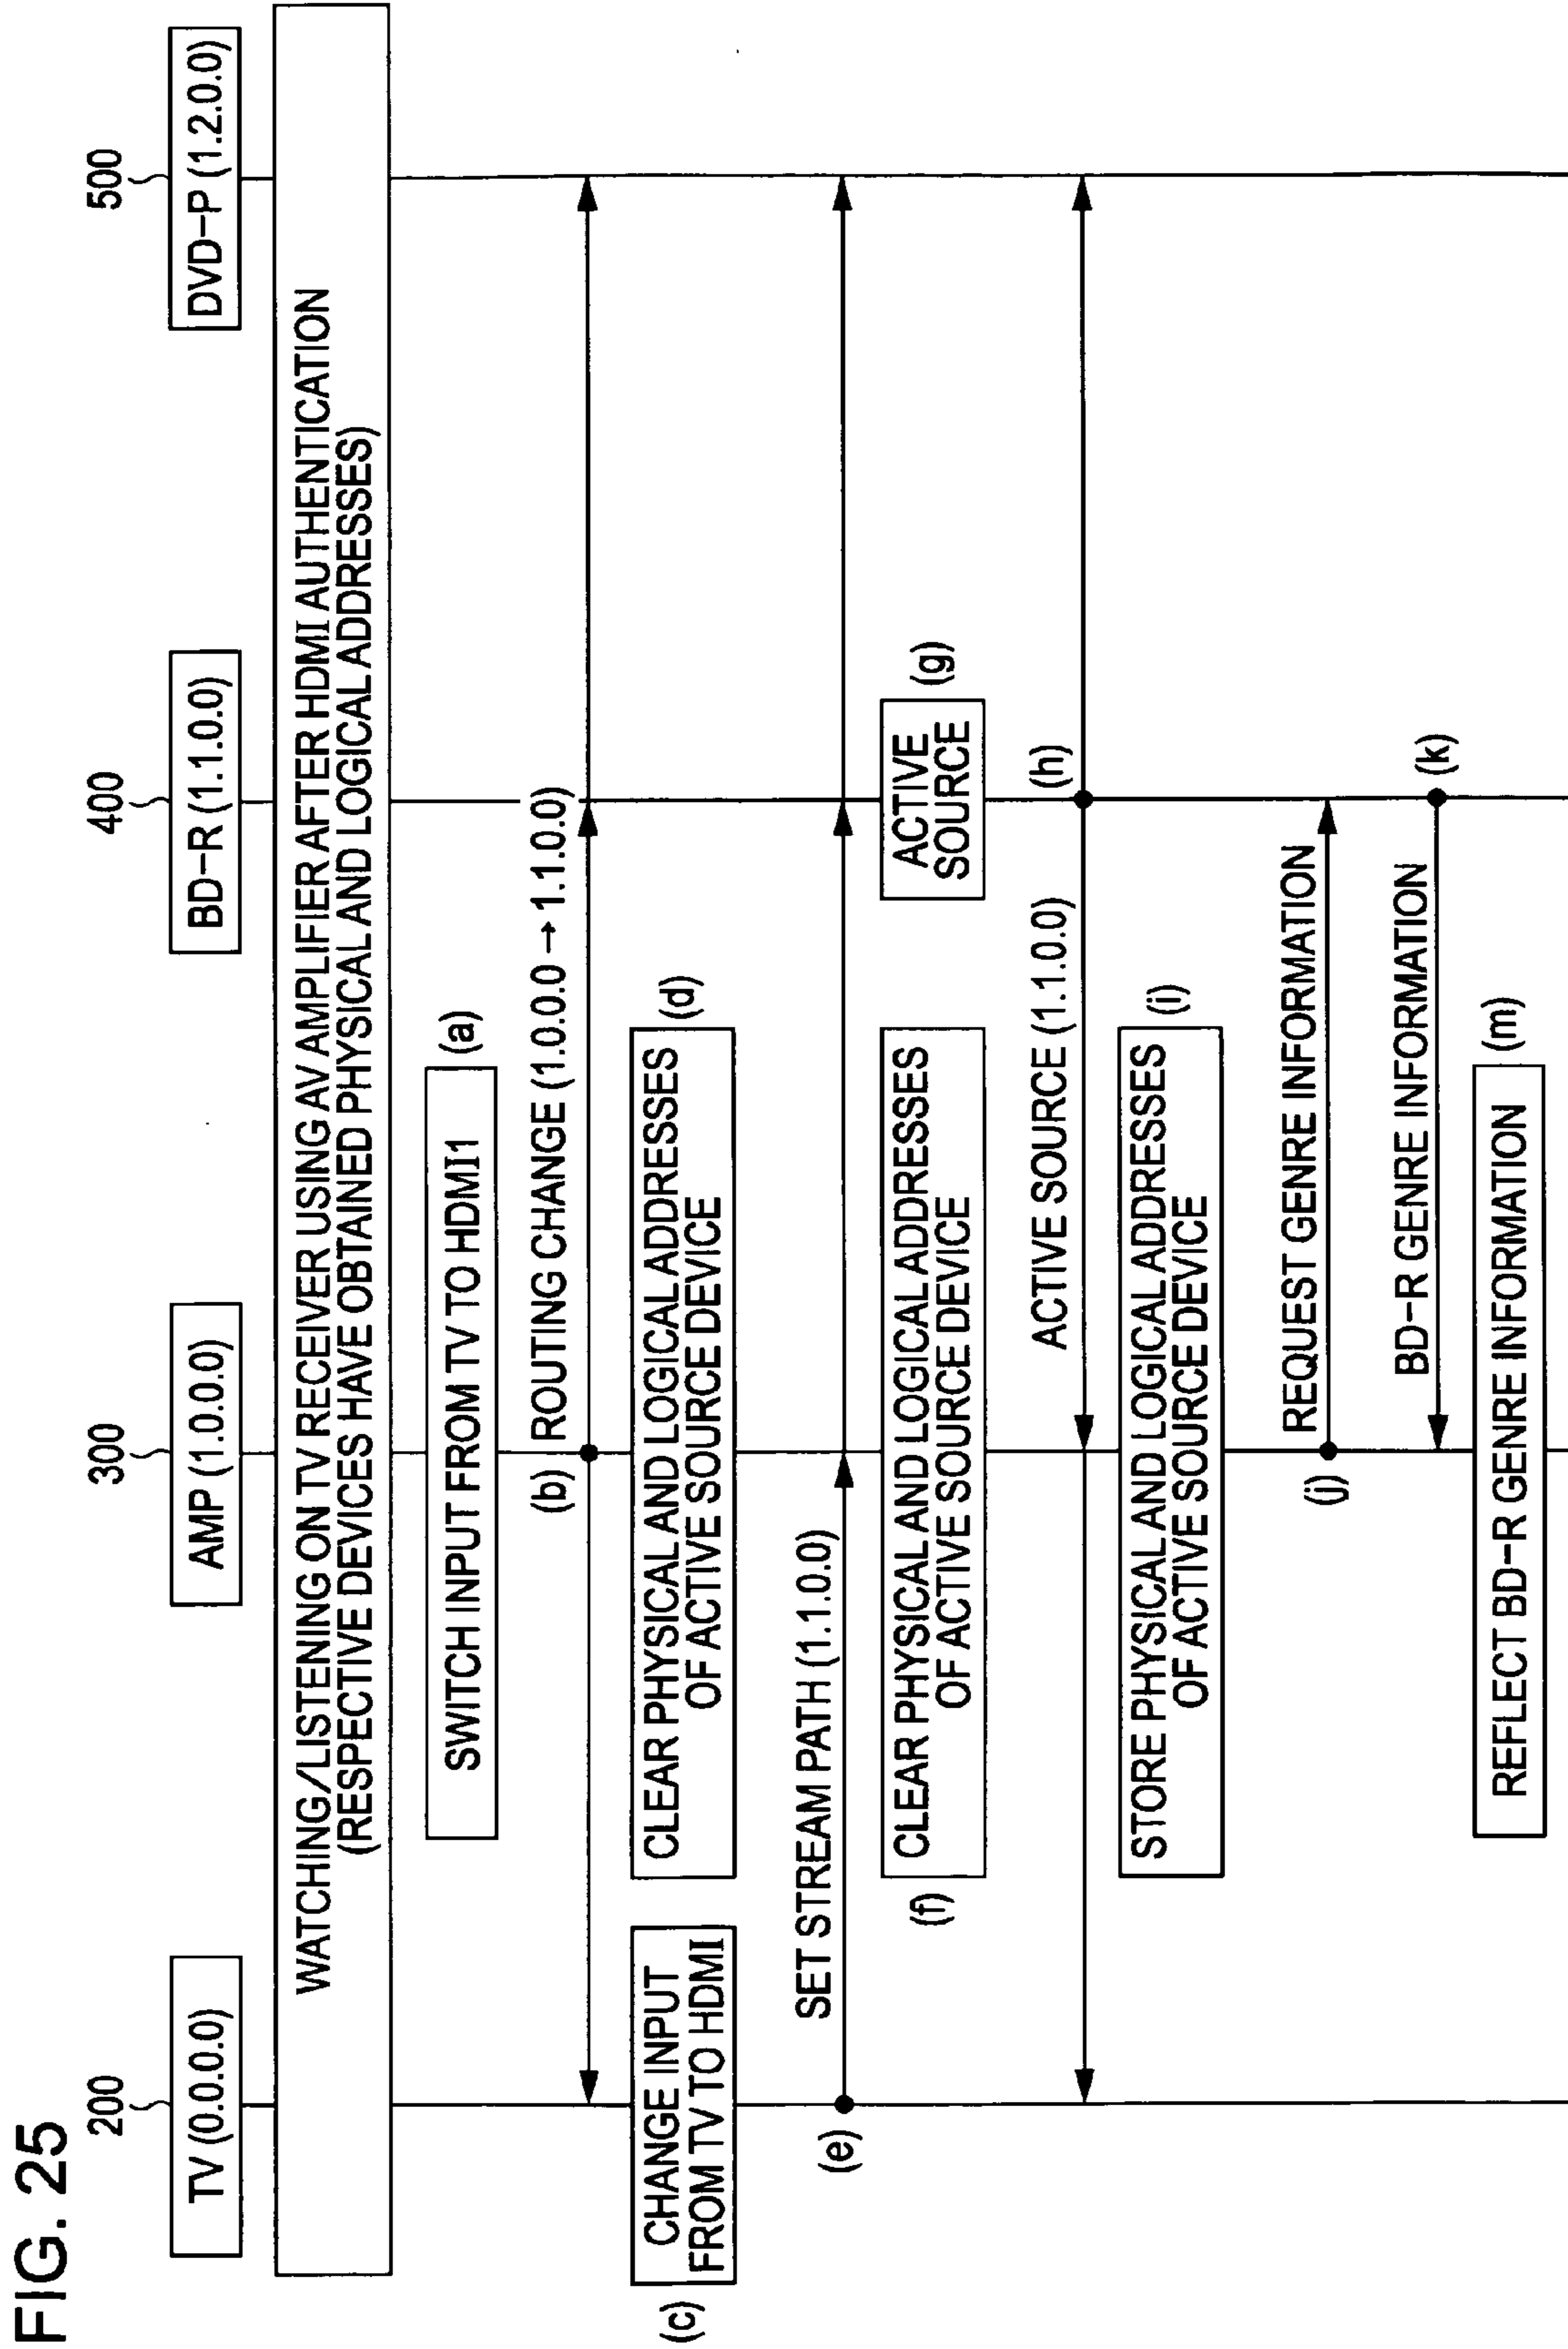 FIG. 25
200
300
400
500
TV (0.0.0.0)
AMP (1.0.0.0)
BD-R (1.1.0.0)
DVD-P (1.2.0.0)
WATCHING/LISTENING ON TV RECEIVER USING AV AMPLIFIER AFTER HDMI AUTHENTICATION
(RESPECTIVE DEVICES HAVE OBTAINED PHYSICAL AND LOGICAL ADDRESSES)
SWITCH INPUT FROM TV TO HDMI1
(a)
(b)
ROUTING CHANGE (1.0.0.0 → 1.1.0.0)
(c)
CHANGE INPUT
FROM TV TO HDMI
CLEAR PHYSICAL AND LOGICAL ADDRESSES
OF ACTIVE SOURCE DEVICE
(d)
SET STREAM PATH (1.1.0.0)
(e)
(f)
CLEAR PHYSICAL AND LOGICAL ADDRESSES
OF ACTIVE SOURCE DEVICE
ACTIVE
SOURCE
(g)
ACTIVE SOURCE (1.1.0.0)
(h)
STORE PHYSICAL AND LOGICAL ADDRESSES
OF ACTIVE SOURCE DEVICE
(i)
(j)
REQUEST GENRE INFORMATION
BD-R GENRE INFORMATION
(k)
REFLECT BD-R GENRE INFORMATION
(m)